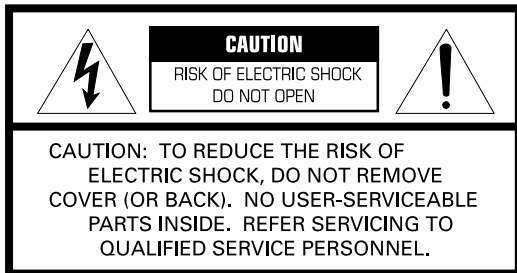 CAUTION
RISK OF ELECTRIC SHOCK
DO NOT OPEN
CAUTION: TO REDUCE THE RISK OF
ELECTRIC SHOCK, DO NOT REMOVE
COVER (OR BACK). NO USER-SERVICEABLE
PARTS INSIDE. REFER SERVICING TO
QUALIFIED SERVICE PERSONNEL.